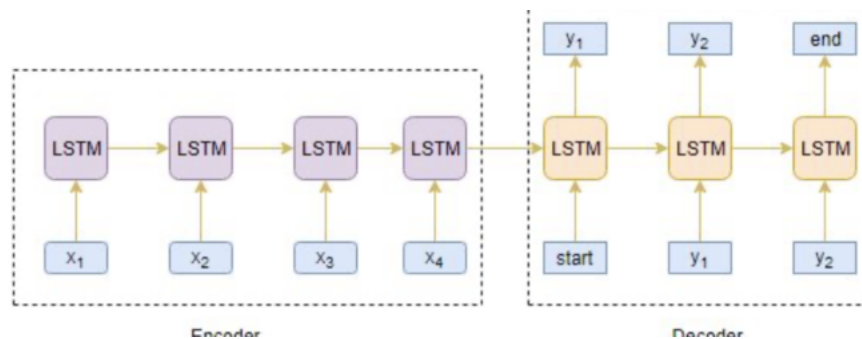 y₁ y₂ end
LSTM LSTM LSTM LSTM LSTM LSTM LSTM
x₁ x₂ x₃ x₄ start y₁ y₂
Encoder Decoder